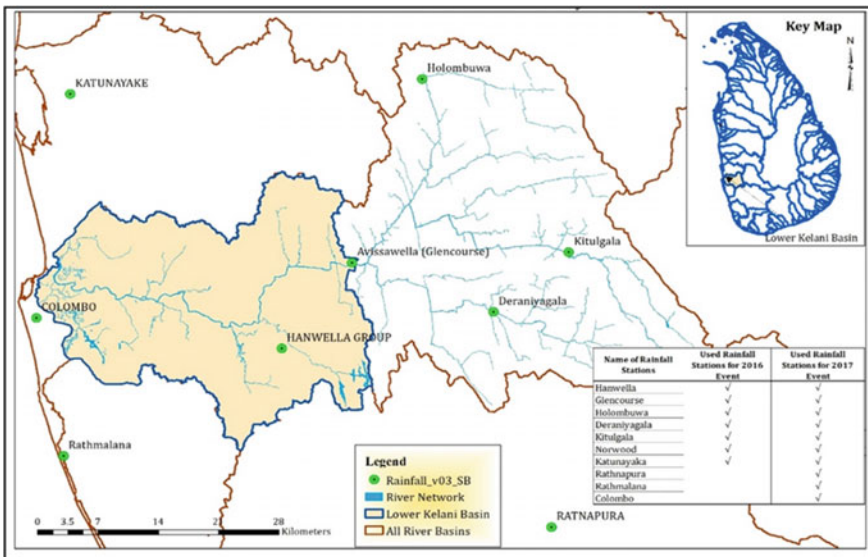 Key Map
N
Lower Kelani Basin
KATUNAYAKE
Holombuwa
Avissawella (Glencourse)
Kitulgala
Deraniyagala
COLOMBO
HANWELLA GROUP
Rathmalana
RATNAPURA
Legend
Rainfall_v03_SB
River Network
Lower Kelani Basin
All River Basins
0 3.5 7 14 21 28
Kilometers
Name of Rainfall Stations Used Rainfall Stations for 2016 Event Used Rainfall Stations for 2017 Event
Hanwella √ √
Glencourse √ √
Holombuwa √ √
Deraniyagala √ √
Kitulgala √ √
Norwood √ √
Katunayaka √ √
Rathnapura √
Rathmalana √
Colombo √